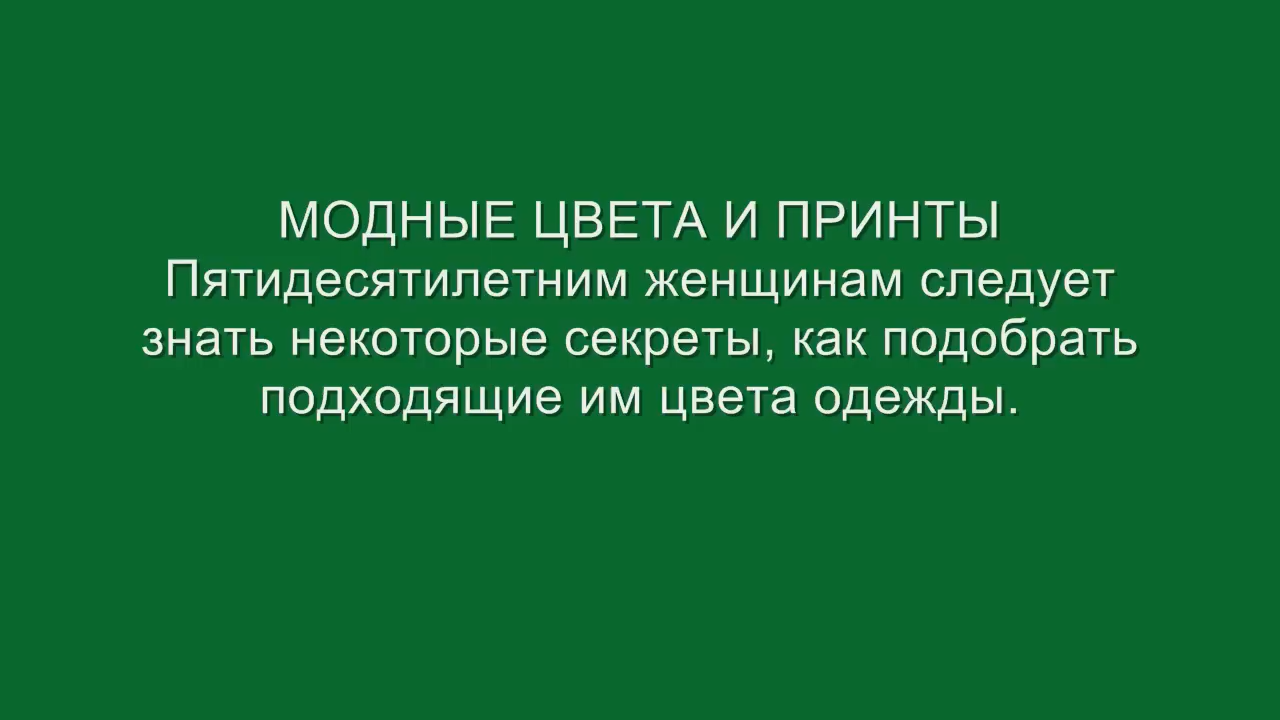 МОДНЫЕ ЦВЕТА И ПРИНТЫ
Пятидесятилетним женщинам следует
знать некоторые секреты, как подобрать
подходящие им цвета одежды.